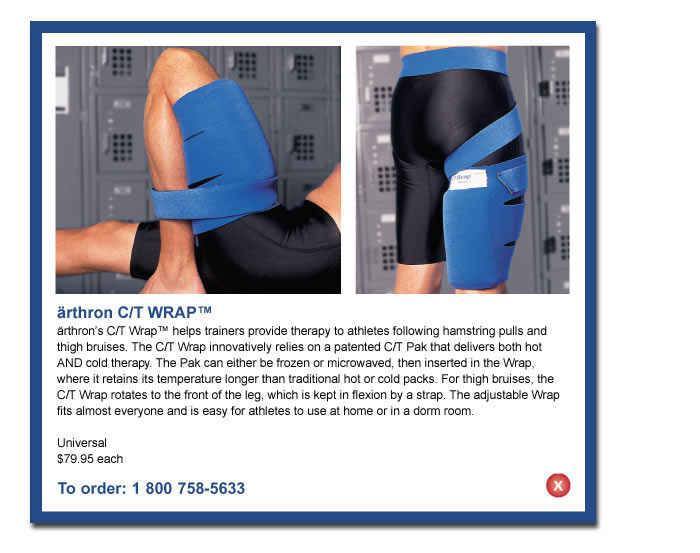 Wrap
ärthron C/T WRAP™
ärthron's C/T Wrap™ helps trainers provide therapy to athletes following hamstring pulls and
thigh bruises. The C/T Wrap innovatively relies on a patented C/T Pak that delivers both hot
AND cold therapy. The Pak can either be frozen or microwaved, then inserted in the Wrap,
where it retains its temperature longer than traditional hot or cold packs. For thigh bruises, the
C/T Wrap rotates to the front of the leg, which is kept in flexion by a strap. The adjustable Wrap
fits almost everyone and is easy for athletes to use at home or in a dorm room.
Universal
$79.95 each
To order: 1 800 758-5633
X